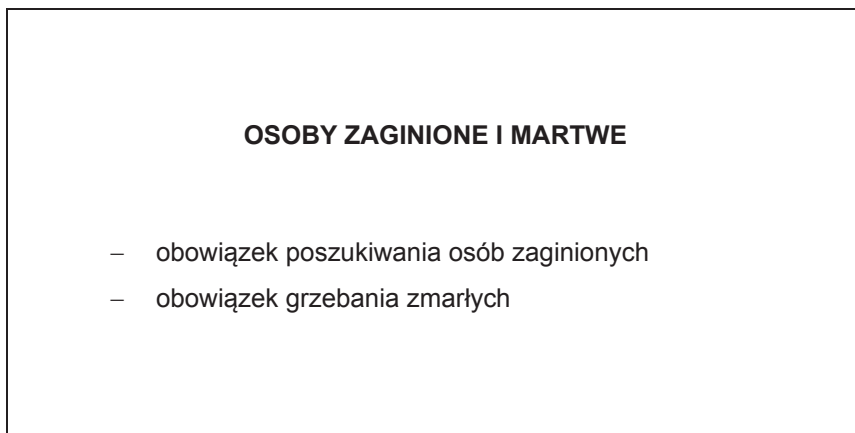 OSOBY ZAGINIONE I MARTWE
– obowiązek poszukiwania osób zaginionych
– obowiązek grzebania zmarłych